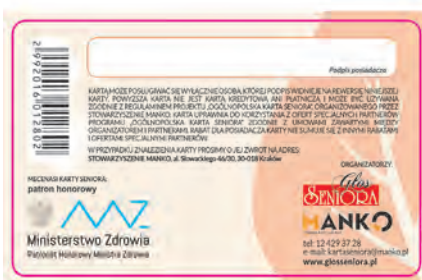 2992016012802
Podpis posiadacza
KARTĄ MOŻE POSŁUGIWAĆ SIĘ WYŁĄCZNIE OSOBA, KTÓREJ PODPIS WIDNIEJE NA REWERSIE NINIEJSZEJ
KARTY. POWYŻSZA KARTA NIE JEST KARTĄ KREDYTOWĄ ANI PŁATNICZĄ I MOŻE BYĆ UŻYWANA
ZGODNIE Z REGULAMINEM PROJEKTU „OGÓLNOPOLSKA KARTA SENIORA", ORGANIZOWANEGO PRZEZ
STOWARZYSZENIE MANKO. KARTA UPRAWNIA DO KORZYSTANIA Z OFERT SPECJALNYCH PARTNERÓW
PROGRAMU „OGÓLNOPOLSKA KARTA SENIORA" ZGODNIE Z UMOWAMI ZAWARTYMI MIĘDZY
ORGANIZATOREM I PARTNERAMI. RABAT DLA POSIADACZA KARTY NIE SUMUJE SIĘ Z INNYMI RABATAMI
I OFERTAMI SPECJALNYMI PARTNERÓW.
W PRZYPADKU ZNALEZIENIA KARTY PROSIMY O JEJ ZWROT NA ADRES:
STOWARZYSZENIE MANKO, al. Słowackiego 46/30, 30-018 Kraków
MECENASI KARTY SENIORA:
patron honorowy
Ministerstwo Zdrowia
Patronat Honorowy Ministra Zdrowia
ORGANIZATORZY:
Głos
SENIORA
MANKO
tel: 12 429 37 28
e-mail: kartaseniora@manko.pl
www.glosseniora.pl